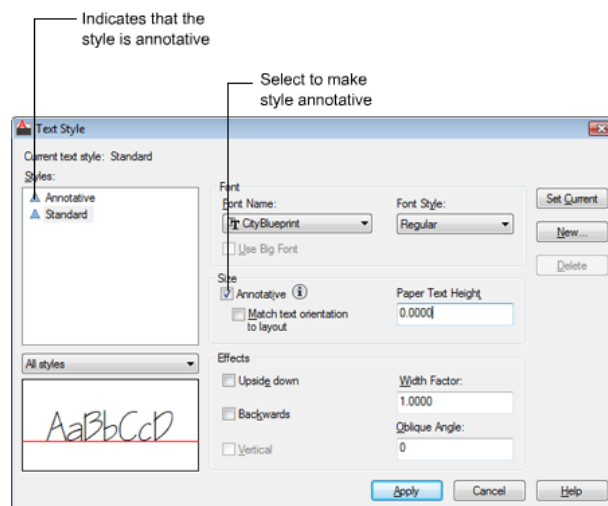 Indicates that the
style is annotative
Select to make
style annotative
Text Style
Current text style: Standard
Styles:
Annotative
Standard
All styles
AaBbCcD
Font
Font Name:
CityBlueprint
Font Style:
Regular
Use Big Font
Size
Annotative
Match text orientation
to layout
Paper Text Height
0.0000
Effects
Upside down
Backwards
Vertical
Width Factor:
1.0000
Oblique Angle:
0
Set Current
New...
Delete
Apply
Cancel
Help